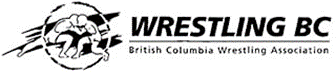 WRESTLING BC
British Columbia Wrestling Association